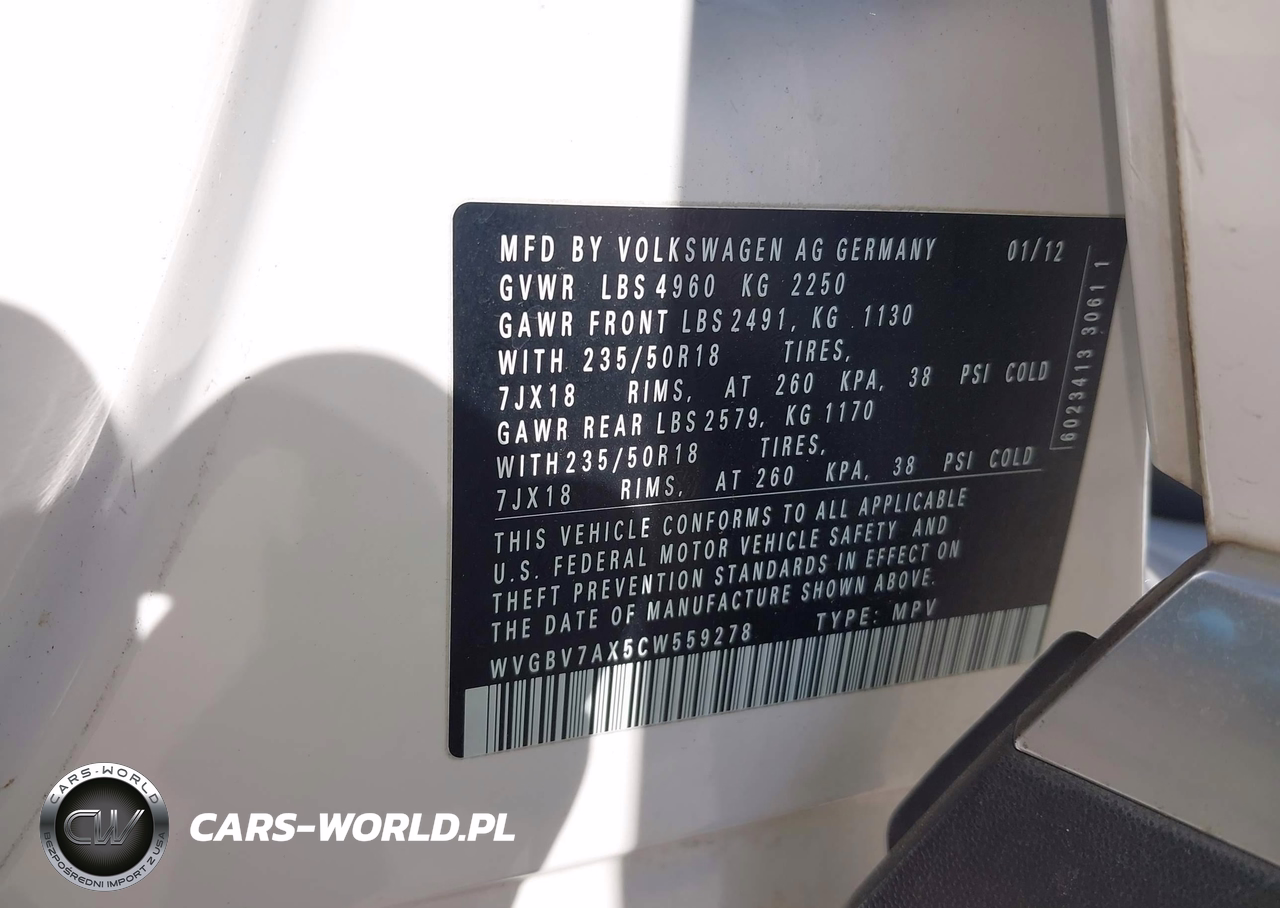 MFD BY VOLKSWAGEN AG GERMANY 01/12
GVWR LBS 4960 KG 2250
GAWR FRONT LBS 2491, KG 1130
WITH 235/50R18 TIRES,
7JX18 RIMS, AT 260 KPA, 38 PSI COLD
GAWR REAR LBS 2579, KG 1170
WITH 235/50R18 TIRES,
7JX18 RIMS, AT 260 KPA, 38 PSI COLD
THIS VEHICLE CONFORMS TO ALL APPLICABLE
U.S. FEDERAL MOTOR VEHICLE SAFETY AND
THEFT PREVENTION STANDARDS IN EFFECT ON
THE DATE OF MANUFACTURE SHOWN ABOVE.
WVGBV7AX5CW559278 TYPE: MPV
6023413 3061 1
CARS-WORLD
CW
BEZPOŚREDNI IMPORT Z USA
CARS-WORLD.PL